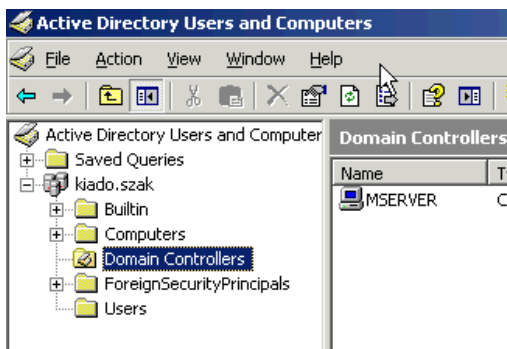 Active Directory Users and Computers
File Action View Window Help
Active Directory Users and Computer
Domain Controllers
Saved Queries
Name
kiado.szak
MSERVER
Builtin
Computers
Domain Controllers
ForeignSecurityPrincipals
Users